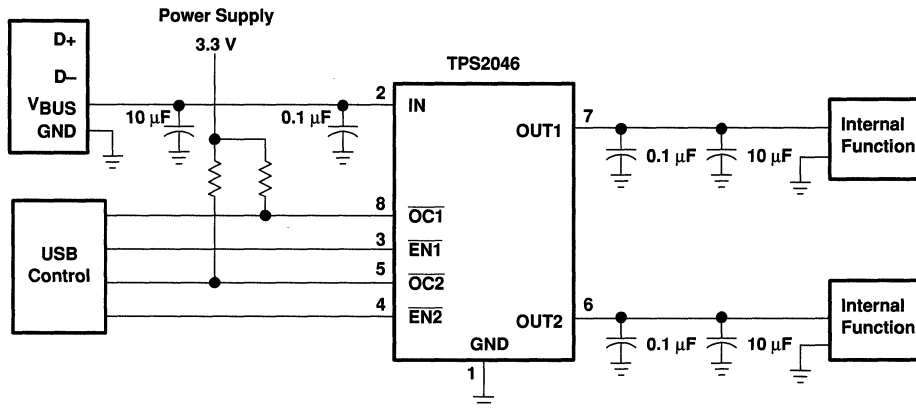 Power Supply
3.3 V
TPS2046
D+
D–
VBUS
GND
10 μF
0.1 μF
2
IN
OUT1
7
0.1 μF
10 μF
Internal
Function
USB
Control
8
OC1
3
EN1
5
OC2
4
EN2
OUT2
6
0.1 μF
10 μF
Internal
Function
GND
1